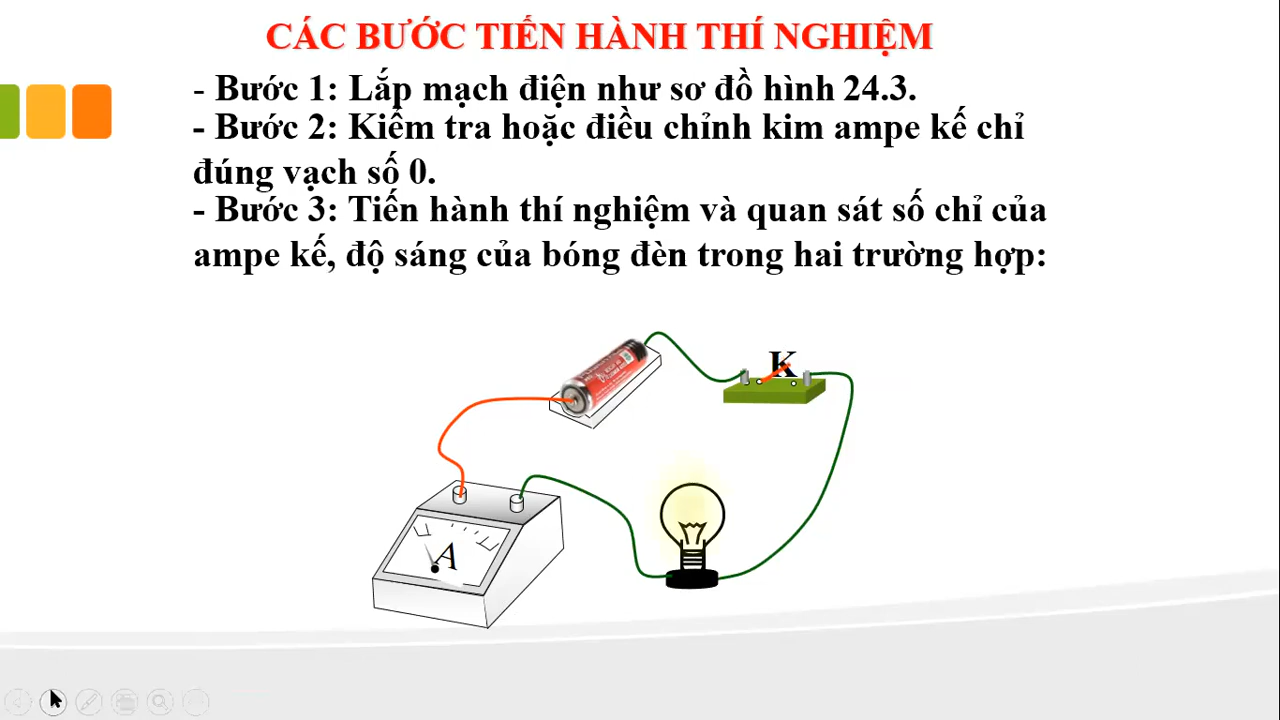 CÁC BƯỚC TIẾN HÀNH THÍ NGHIỆM
- Bước 1: Lắp mạch điện như sơ đồ hình 24.3.
- Bước 2: Kiểm tra hoặc điều chỉnh kim ampe kế chỉ
đúng vạch số 0.
- Bước 3: Tiến hành thí nghiệm và quan sát số chỉ của
ampe kế, độ sáng của bóng đèn trong hai trường hợp:
K
A